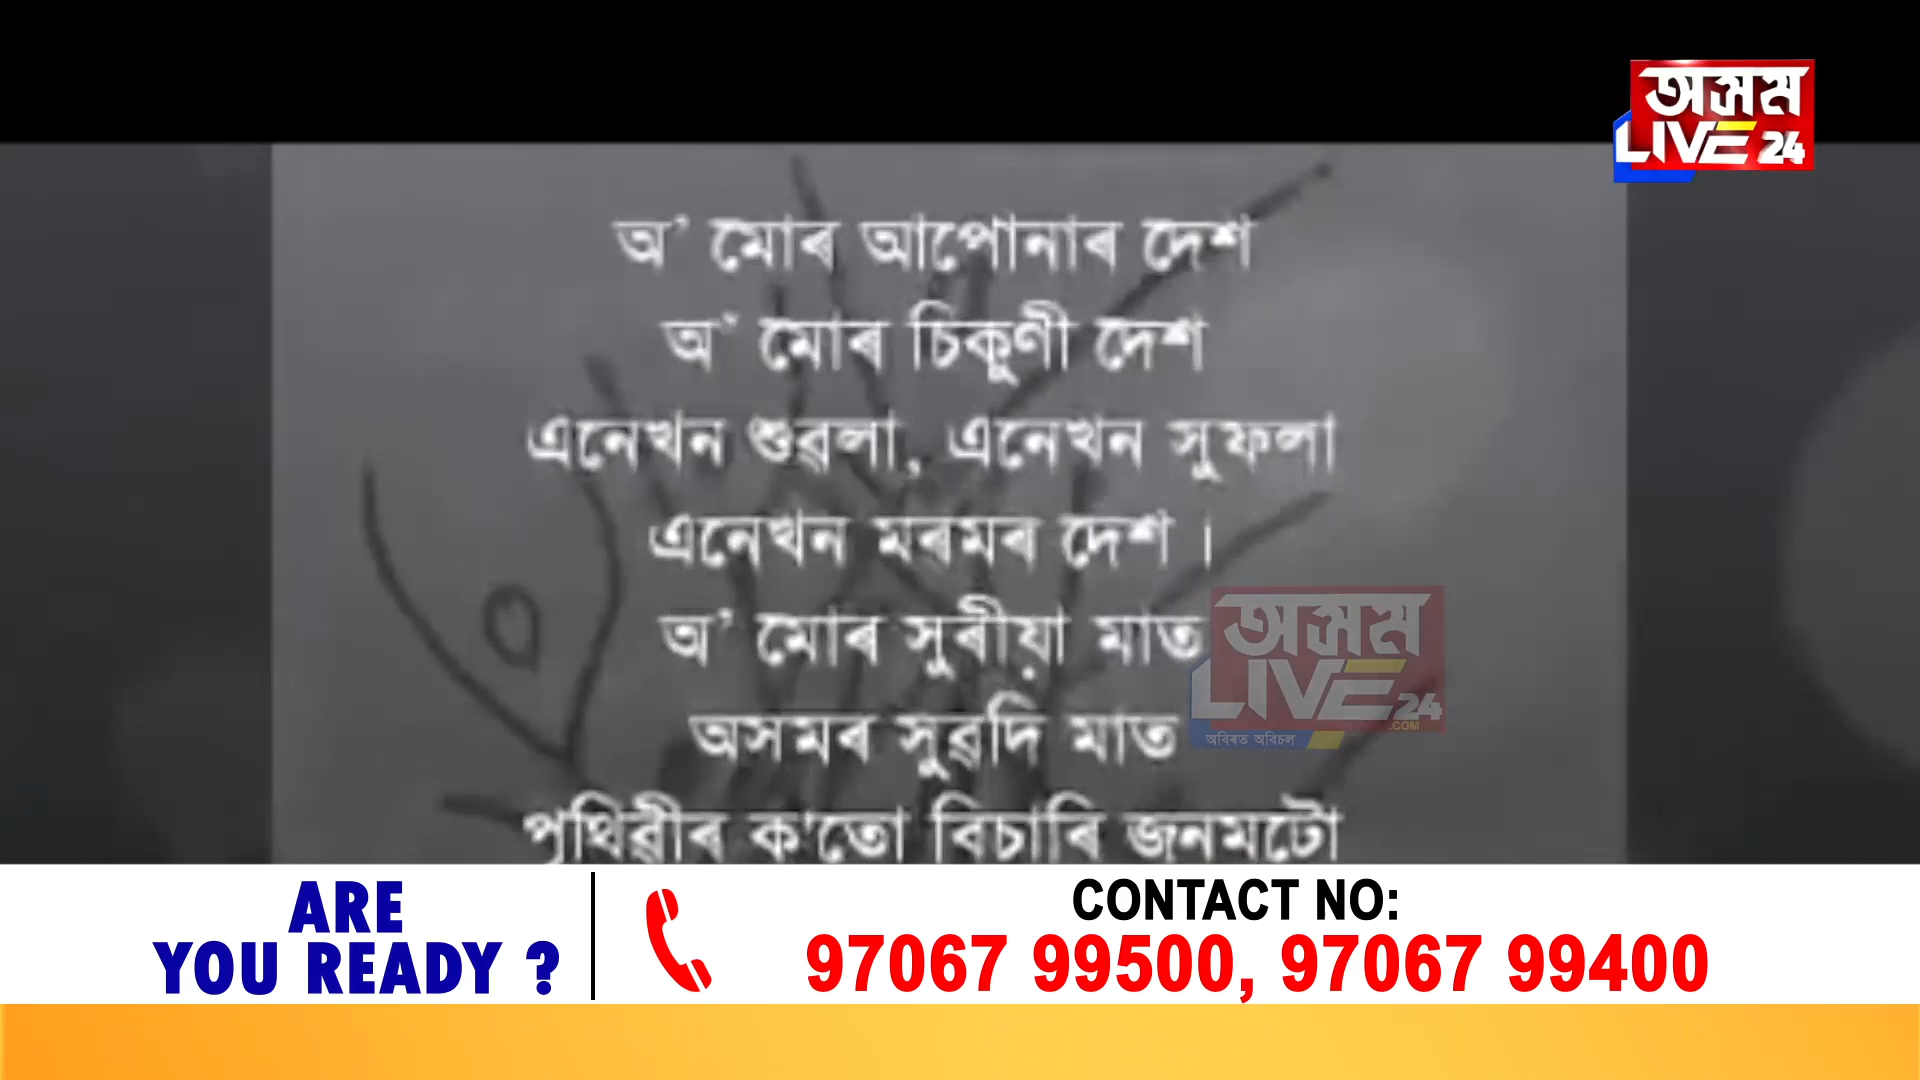 অসম
LIVE 24
অ’ মোৰ আপোনাৰ দেশ
অ’ মোৰ চিকুণী দেশ
এনেখন শুৱলা, এনেখন সুফলা
এনেখন মৰমৰ দেশ ।
অ’ মোৰ সুৰীয়া মাত
অসমৰ সুৱদি মাত
পৃথিৱীৰ ক'তো বিচাৰি জনমটো
অসম
LIVE 24
.COM
অবিৰত অবিচল
ARE
YOU READY ?
CONTACT NO:
97067 99500, 97067 99400